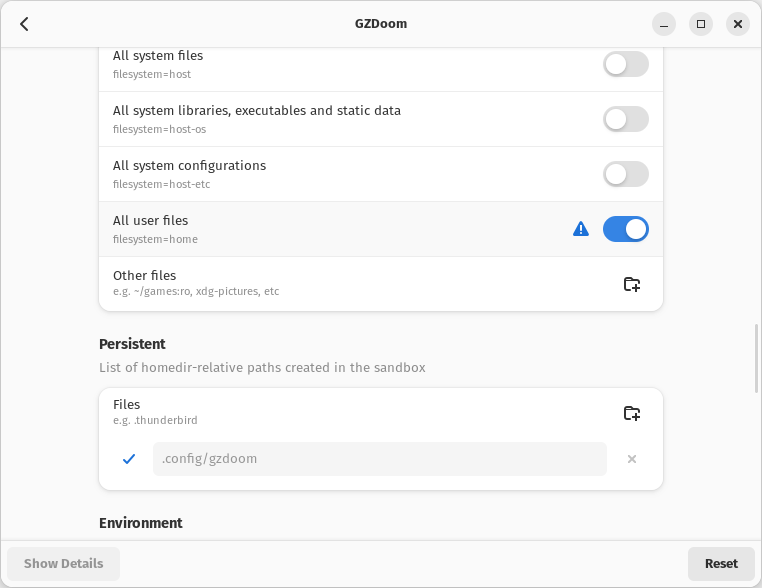 GZDoom
All system files
filesystem=host
All system libraries, executables and static data
filesystem=host-os
All system configurations
filesystem=host-etc
All user files
filesystem=home
Other files
e.g. ~/games:ro, xdg-pictures, etc
Persistent
List of homedir-relative paths created in the sandbox
Files
e.g. .thunderbird
.config/gzdoom
Environment
Show Details
Reset